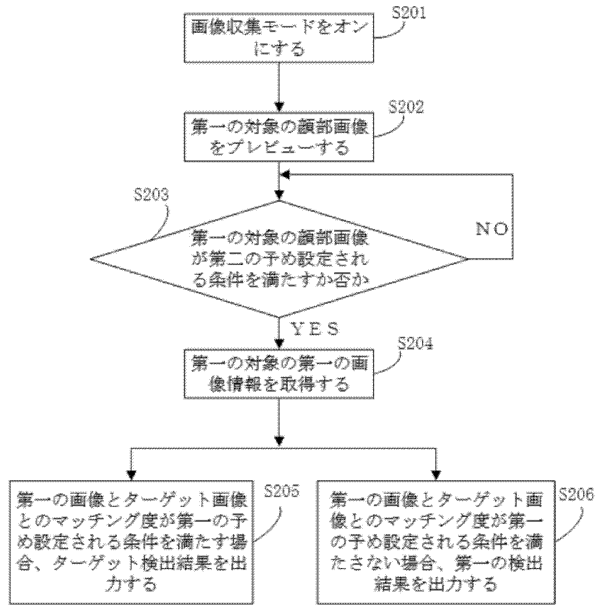 S201
画像収集モードをオン
にする
S202
第一の対象の顔部画像
をプレビューする
S203
第一の対象の顔部画像
が第二の予め設定され
る条件を満たすか否か
NO
YES
S204
第一の対象の第一の画
像情報を取得する
S205
第一の画像とターゲット画像
とのマッチング度が第一の予
め設定される条件を満たす場
合、ターゲット検出結果を出
力する
S206
第一の画像とターゲット画
像とのマッチング度が第一
の予め設定される条件を満
たさない場合、第一の検出
結果を出力する